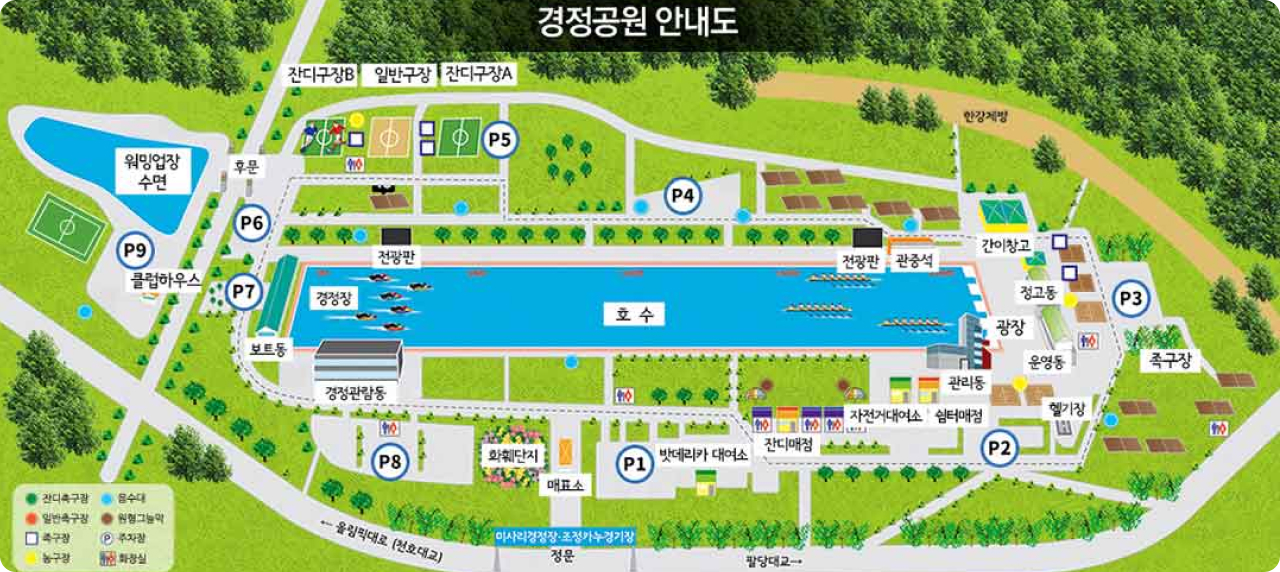 경정공원 안내도
잔디구장B
일반구장
잔디구장A
한강제방
워밍업장
수면
후문
P5
P4
P6
P9
클럽하우스
P7
전광판
전광판
관중석
간이창고
정고동
P3
경정장
호 수
광장
보트동
운영동
족구장
경정관람동
관리동
자전거대여소
쉼터매점
헬기장
잔디매점
P8
화훼단지
매표소
P1
밧데리카 대여소
P2
잔디축구장
음수대
일반축구장
원형그늘막
족구장
P 주차장
농구장
화장실
← 올림픽대로 (천호대교)
미사리경정장·조정카누경기장
정문
팔당대교→